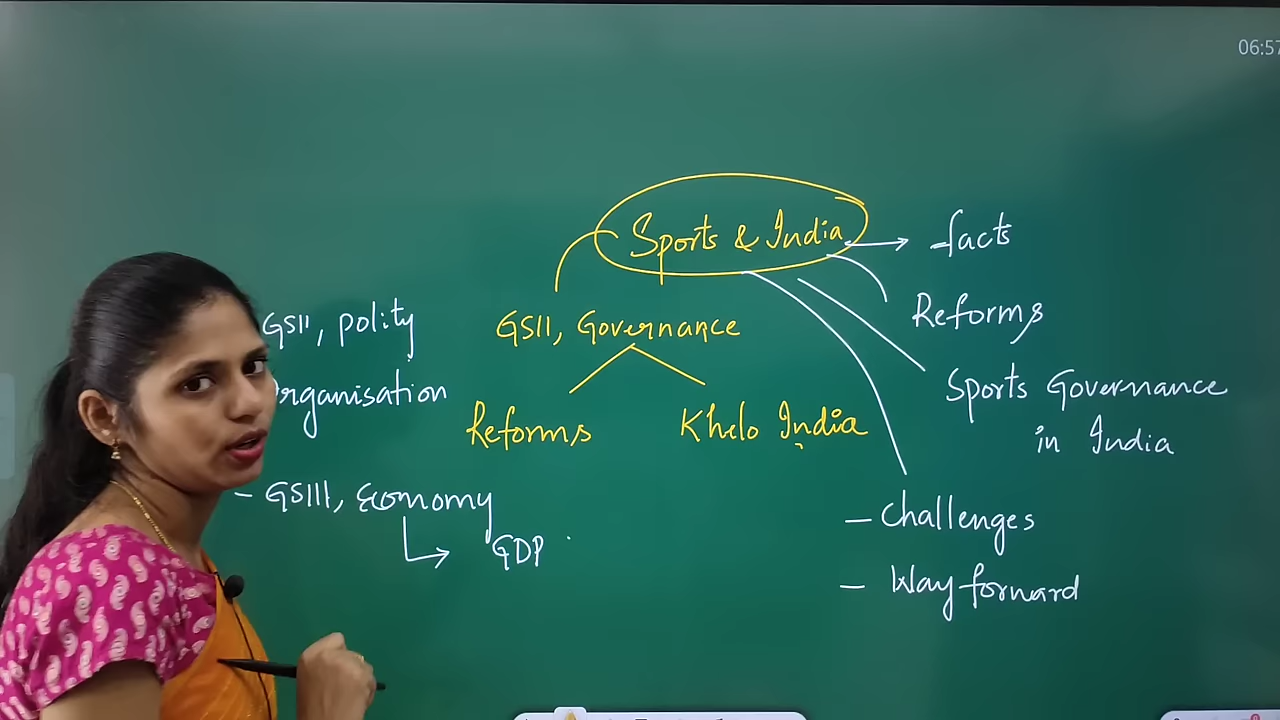 06:57
Sports & India
facts
GSII, polity
GSII, Governance
Reforms
rganisation
Reforms
Khelo India
Sports Governance
in India
- GSIII, Economy
GDP
- Challenges
- Way forward